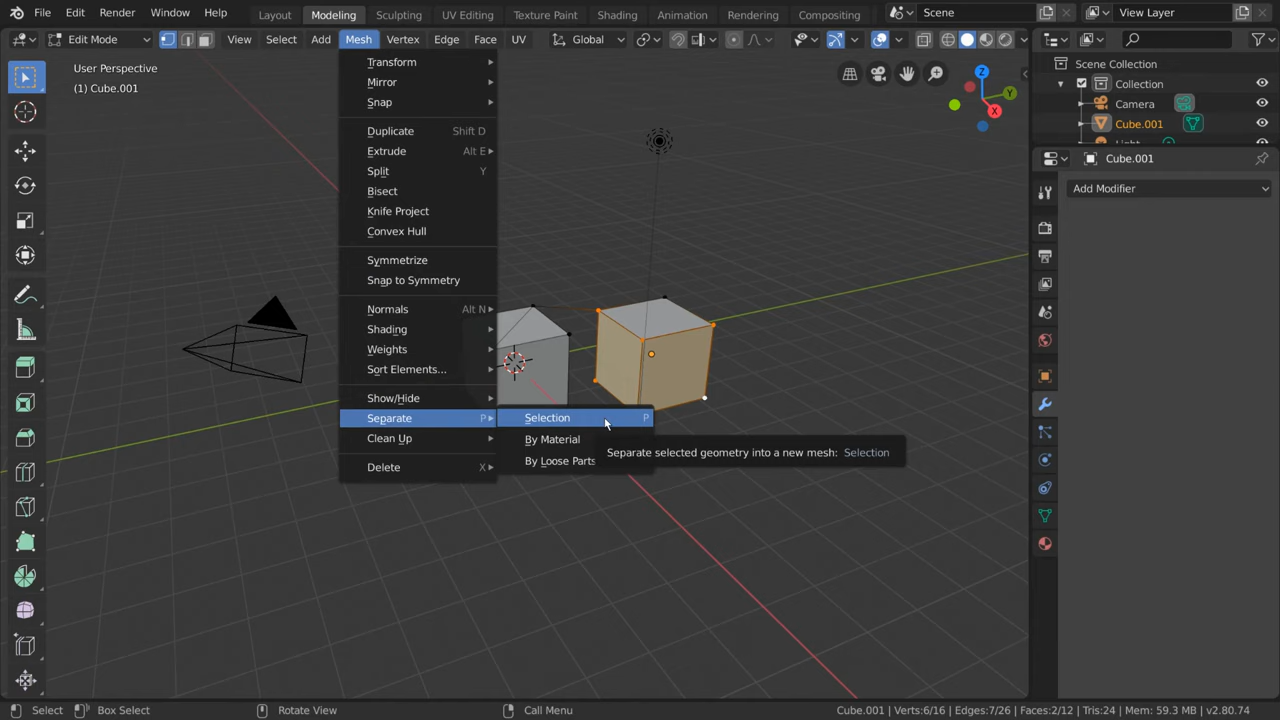 File Edit Render Window Help Layout Modeling Sculpting UV Editing Texture Paint Shading Animation Rendering Compositing Scene View Layer
Edit Mode View Select Add Mesh Vertex Edge Face UV Global
User Perspective
(1) Cube.001
Transform
Mirror
Snap
Duplicate Shift D
Extrude Alt E
Split Y
Bisect
Knife Project
Convex Hull
Symmetrize
Snap to Symmetry
Normals Alt N
Shading
Weights
Sort Elements...
Show/Hide
Separate P
Clean Up
Delete X
Selection P
By Material
By Loose Parts
Separate selected geometry into a new mesh: Selection
Z
Y
X
Scene Collection
Collection
Camera
Cube.001
Light
Cube.001
Add Modifier
Select Box Select Rotate View Call Menu Cube.001 | Verts:6/16 | Edges:7/26 | Faces:2/12 | Tris:24 | Mem: 59.3 MB | v2.80.74